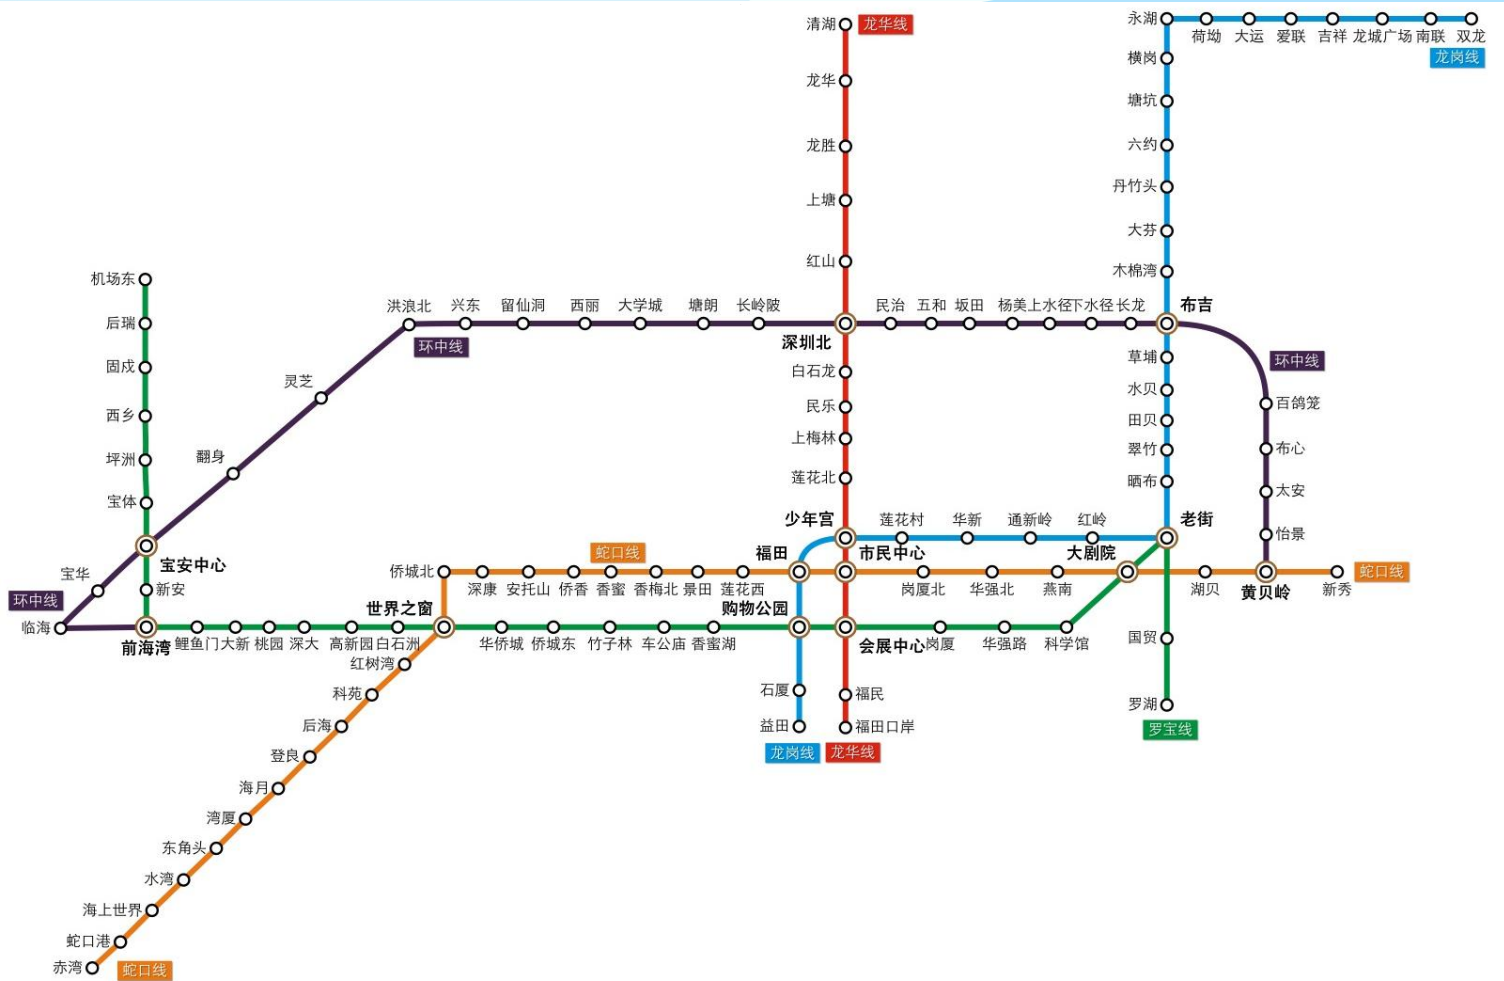 清湖 龙华线
永湖
荷坳 大运 爱联 吉祥 龙城广场 南联 双龙
龙岗线
横岗
龙华
塘坑
龙胜
六约
丹竹头
上塘
大芬
红山
木棉湾
机场东
洪浪北 兴东 留仙洞 西丽 大学城 塘朗 长岭陂
民治 五和 坂田 杨美 上水径 下水径 长龙 布吉
后瑞
环中线
深圳北
草埔
环中线
固戍
白石龙
灵芝
水贝
百鸽笼
西乡
民乐
田贝
上梅林
翠竹
布心
坪洲
翻身
莲花北
晒布
太安
宝体
少年宫 莲花村 华新 通新岭 红岭 老街
怡景
福田 市民中心 大剧院
蛇口线
宝安中心
宝华
侨城北
蛇口线
新安
深康 安托山 侨香 香蜜 香梅北 景田 莲花西
岗厦北 华强北 燕南 湖贝 黄贝岭 新秀
环中线
世界之窗 购物公园
临海
前海湾 鲤鱼门 大新 桃园 深大 高新园 白石洲
华侨城 侨城东 竹子林 车公庙 香蜜湖
会展中心 岗厦 华强路 科学馆
国贸
红树湾
科苑
石厦 福民
罗湖
后海
益田 福田口岸
罗宝线
龙岗线 龙华线
登良
海月
湾厦
东角头
水湾
海上世界
蛇口港
赤湾 蛇口线